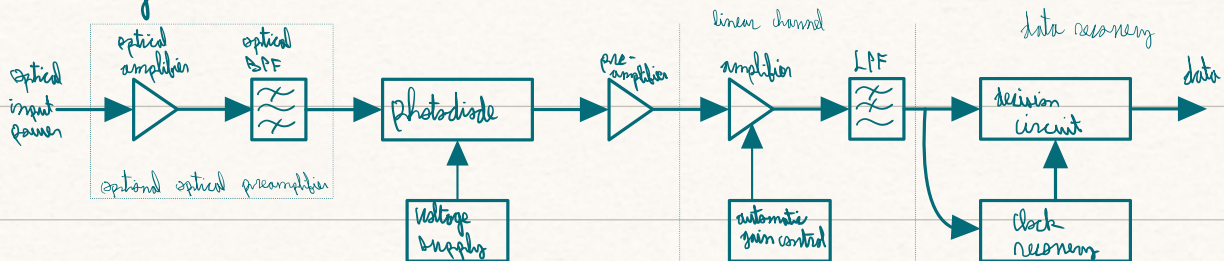 linear channel
data recovery
optical
amplifier
optical
BPF
pre-
amplifier
amplifier
LPF
optical
input
power
photodiode
decision
circuit
data
optional optical preamplifier
voltage
supply
automatic
gain control
clock
recovery